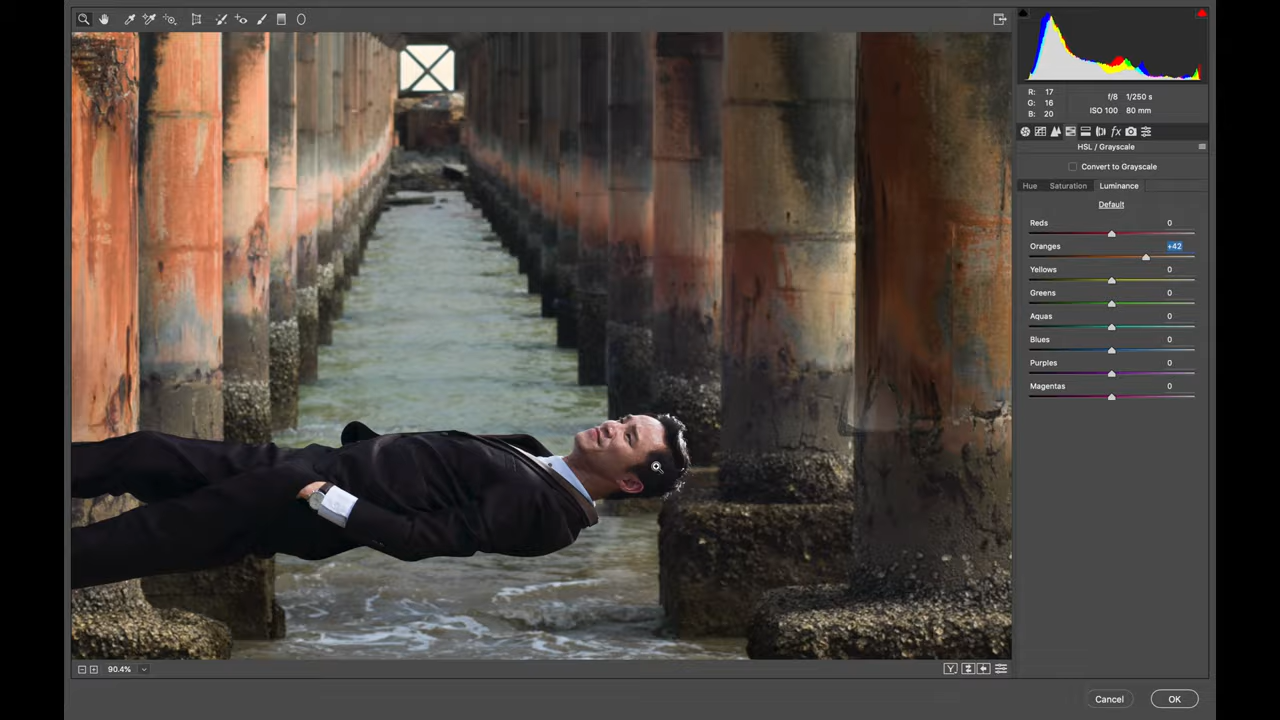 f/8 1/250 s
R: 17
G: 16
B: 20
ISO 100 80 mm
fx
HSL / Grayscale
Convert to Grayscale
Hue Saturation Luminance
Default
Reds 0
Oranges +42
Yellows 0
Greens 0
Aquas 0
Blues 0
Purples 0
Magentas 0
90.4%
Y
Cancel OK